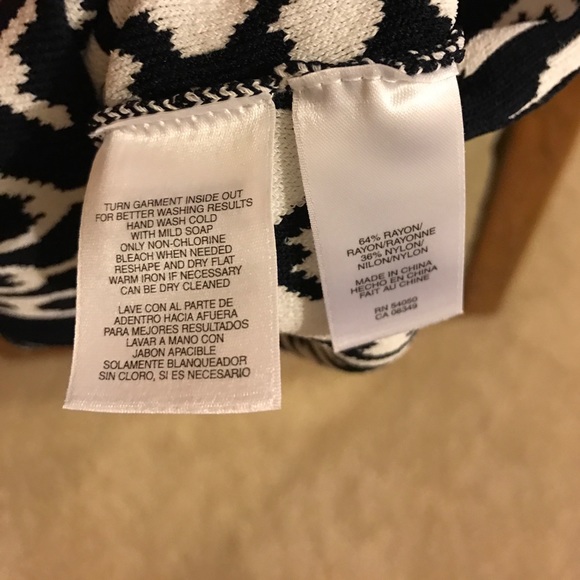 TURN GARMENT INSIDE OUT
FOR BETTER WASHING RESULTS
HAND WASH COLD
WITH MILD SOAP
ONLY NON-CHLORINE
BLEACH WHEN NEEDED
RESHAPE AND DRY FLAT
WARM IRON IF NECESSARY
CAN BE DRY CLEANED
LAVE CON AL PARTE DE
ADENTRO HACIA AFUERA
PARA MEJORES RESULTADOS
LAVAR A MANO CON
JABON APACIBLE
SOLAMENTE BLANQUEADOR
SIN CLORO, SI ES NECESARIO
64% RAYON/
RAYON/RAYONNE
36% NYLON/
NILON/NYLON
MADE IN CHINA
HECHO EN CHINA
FAIT AU CHINE
RN 54050
CA 06349